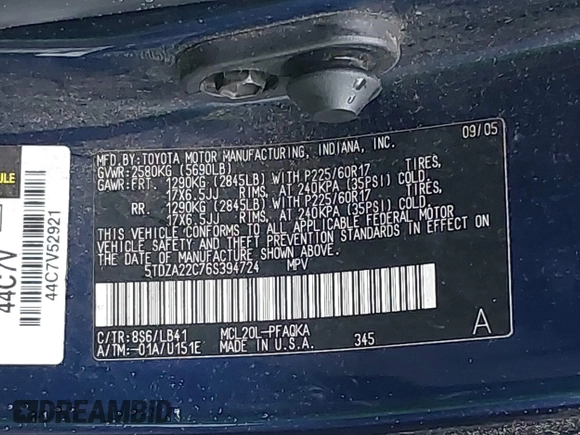 MFD.BY:TOYOTA MOTOR MANUFACTURING, INDIANA, INC. 09/05
GVWR:2580KG (5690LB)
GAWR:FRT. 1290KG (2845LB) WITH P225/60R17 TIRES,
17X6.5JJ RIMS, AT 240KPA (35PSI) COLD.
RR. 1290KG (2845LB) WITH P225/60R17 TIRES,
17X6.5JJ RIMS, AT 240KPA (35PSI) COLD.
THIS VEHICLE CONFORMS TO ALL APPLICABLE FEDERAL MOTOR
VEHICLE SAFETY AND BUMPER STANDARDS IN EFFECT ON
THE DATE OF MANUFACTURE SHOWN ABOVE.
5TDZA22C76S394724 MPV
C/TR:8S6/LB41 MCL20L-PFAQKA
A/TM:-01A/U151E MADE IN U.S.A. 345 A
44C7V
44C7V52921
DREAMBID